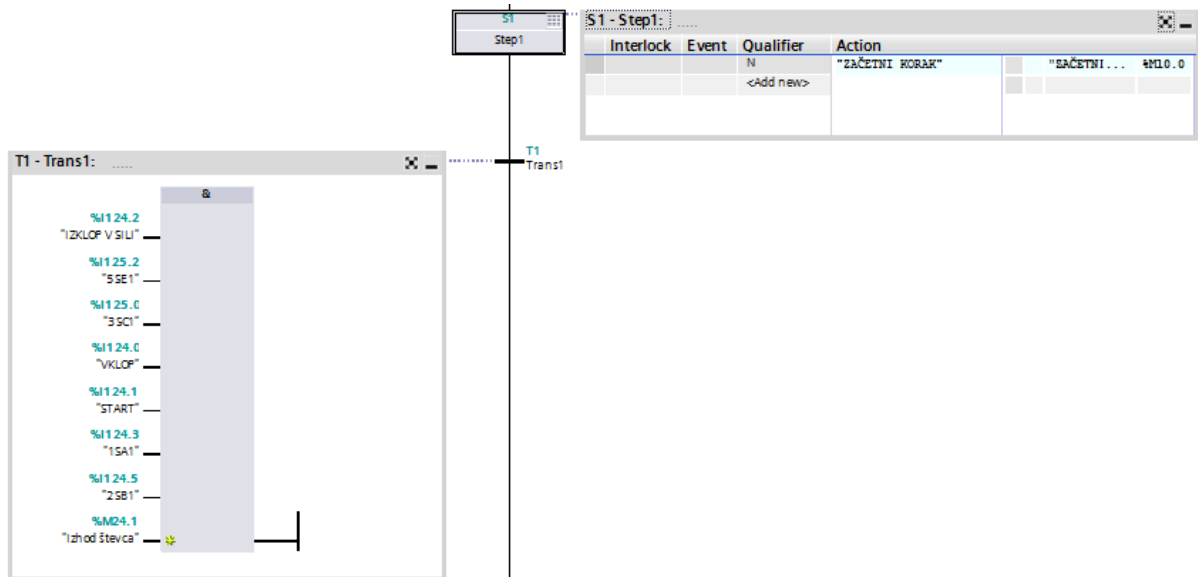 S1
Step1
S1 - Step1: .....
Interlock Event Qualifier Action
N "ZAČETNI KORAK" "ZAČETNI... %M10.0
<Add new>
T1
Trans1
T1 - Trans1: .....
&
%I124.2
"IZKLOP V SILI"
%I125.2
"5SE1"
%I125.0
"3SC1"
%I124.0
"VKLOP"
%I124.1
"START"
%I124.3
"1SA1"
%I124.5
"2SB1"
%M24.1
"Izhod števca"